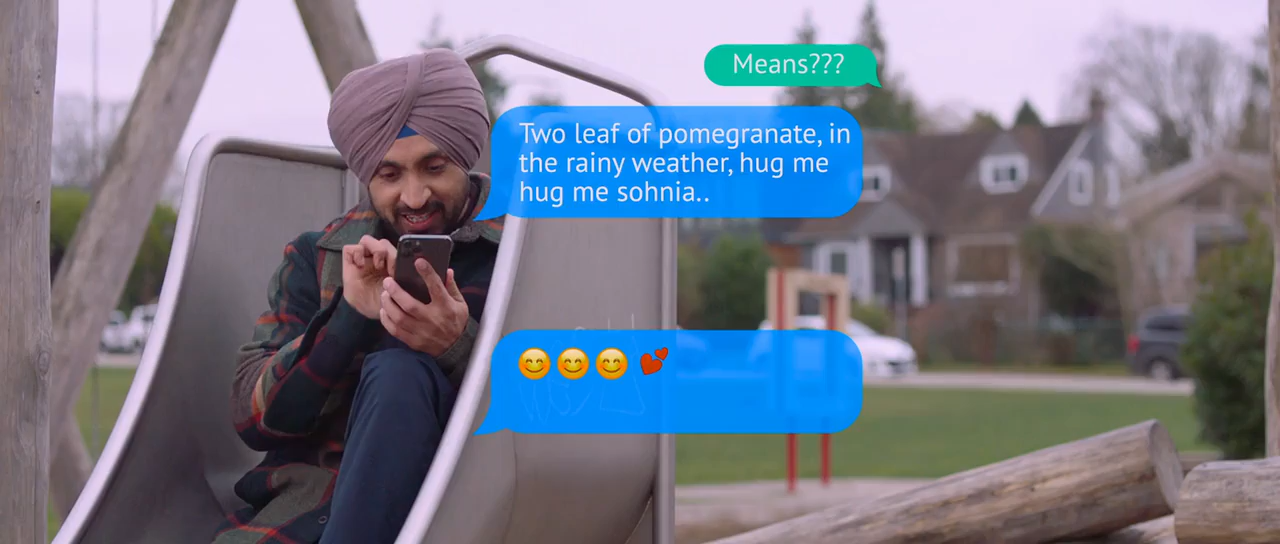 Means???
Two leaf of pomegranate, in
the rainy weather, hug me
hug me sohnia..
😊😊😊 💕